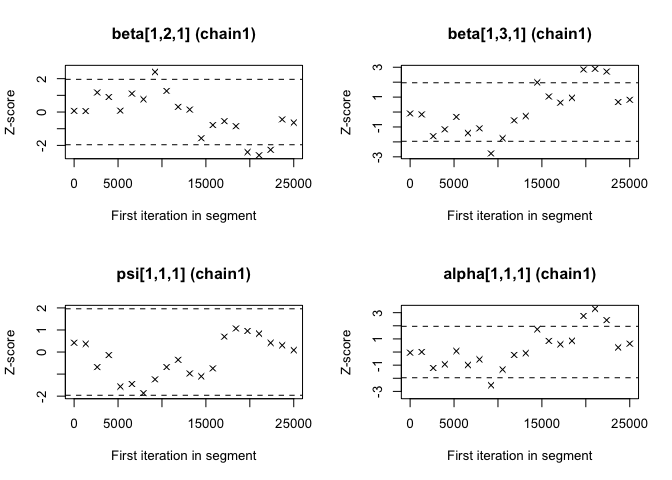 beta[1,2,1] (chain1)
Z-score
2
0
-2
0 5000 15000 25000
First iteration in segment
beta[1,3,1] (chain1)
Z-score
3
1
-1
-3
0 5000 15000 25000
First iteration in segment
psi[1,1,1] (chain1)
Z-score
2
1
0
-2
0 5000 15000 25000
First iteration in segment
alpha[1,1,1] (chain1)
Z-score
3
1
-1
-3
0 5000 15000 25000
First iteration in segment